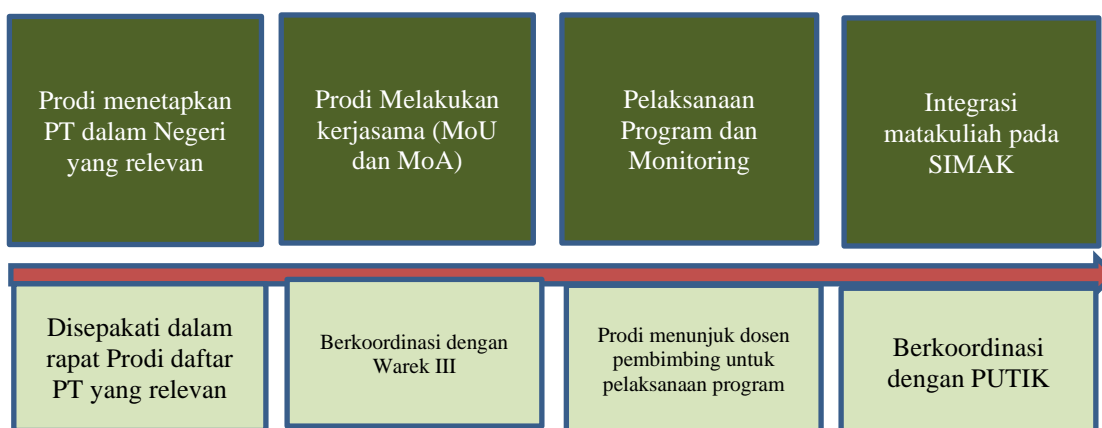 Prodi menetapkan
PT dalam Negeri
yang relevan
Prodi Melakukan
kerjasama (MoU
dan MoA)
Pelaksanaan
Program dan
Monitoring
Integrasi
matakuliah pada
SIMAK
Disepakati dalam
rapat Prodi daftar
PT yang relevan
Berkoordinasi dengan
Warek III
Prodi menunjuk dosen
pembimbing untuk
pelaksanaan program
Berkoordinasi
dengan PUTIK